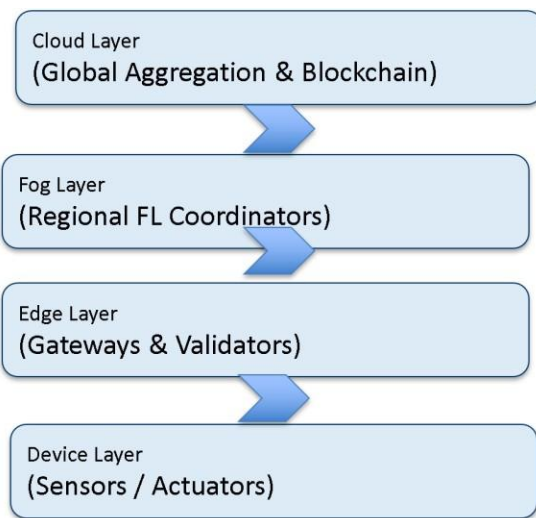 Cloud Layer
(Global Aggregation & Blockchain)
Fog Layer
(Regional FL Coordinators)
Edge Layer
(Gateways & Validators)
Device Layer
(Sensors / Actuators)